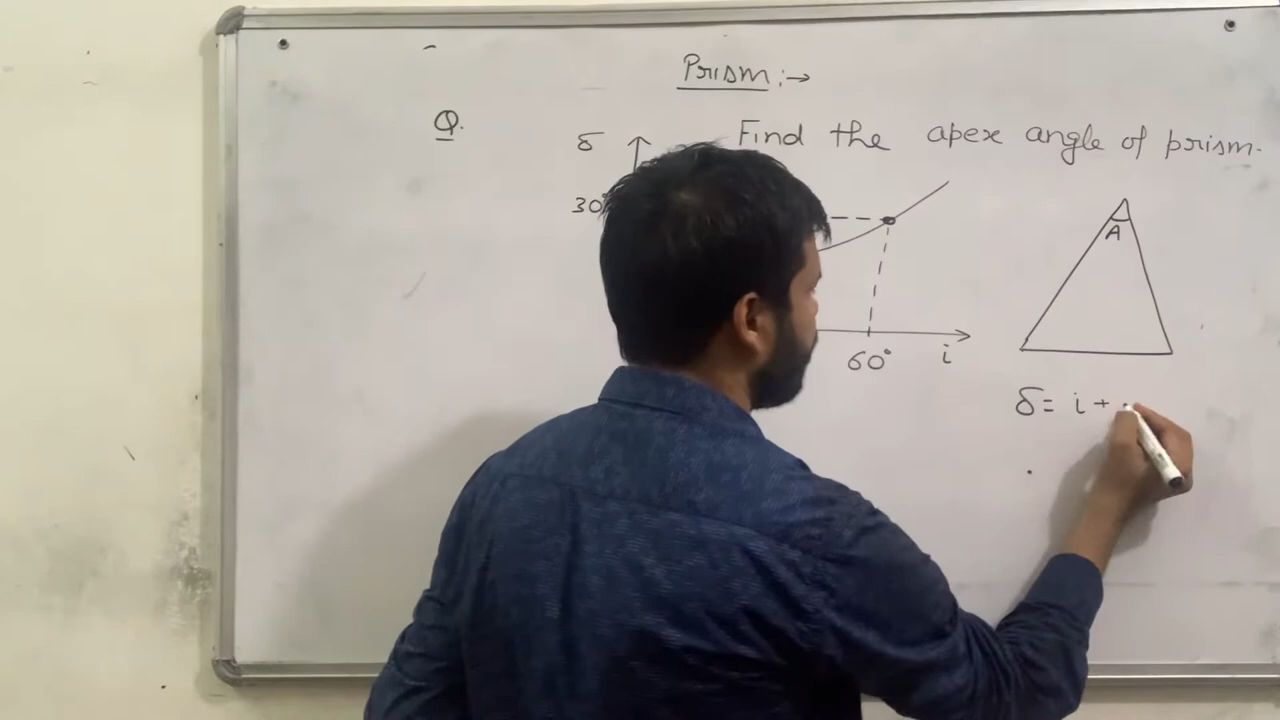 Prism :→
Q.
Find the apex angle of prism.
δ
30°
A
60°
i
δ = i +